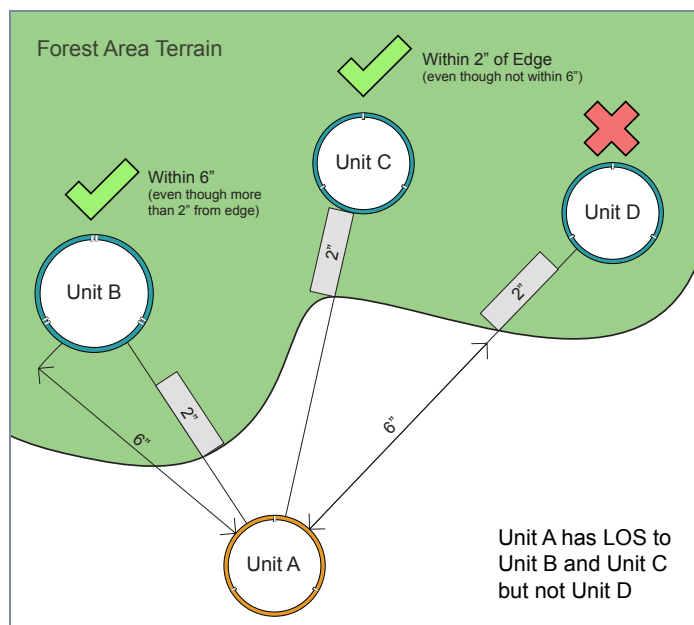 Forest Area Terrain
Within 2” of Edge
(even though not within 6”)
Unit C
Unit D
Within 6”
(even though more
than 2” from edge)
Unit B
2”
2”
2”
6”
6”
Unit A
Unit A has LOS to
Unit B and Unit C
but not Unit D